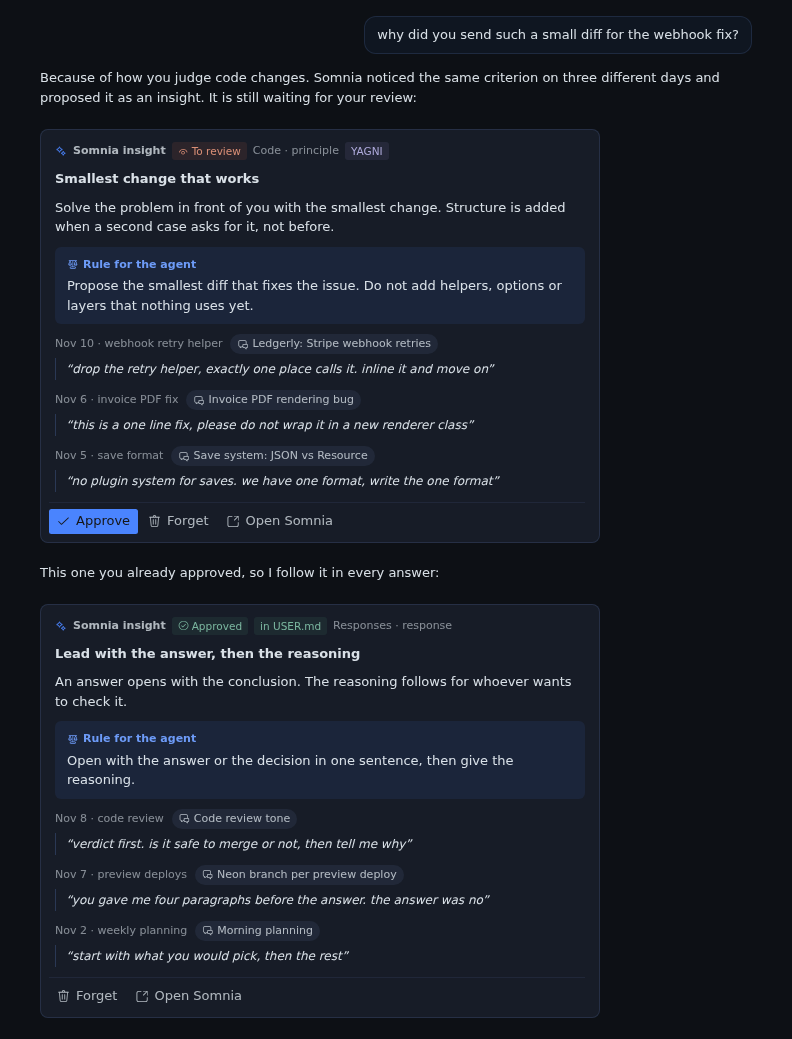 why did you send such a small diff for the webhook fix?
Because of how you judge code changes. Somnia noticed the same criterion on three different days and
proposed it as an insight. It is still waiting for your review:
Somnia insight To review Code · principle YAGNI
Smallest change that works
Solve the problem in front of you with the smallest change. Structure is added
when a second case asks for it, not before.
Rule for the agent
Propose the smallest diff that fixes the issue. Do not add helpers, options or
layers that nothing uses yet.
Nov 10 · webhook retry helper Ledgerly: Stripe webhook retries
“drop the retry helper, exactly one place calls it. inline it and move on”
Nov 6 · invoice PDF fix Invoice PDF rendering bug
“this is a one line fix, please do not wrap it in a new renderer class”
Nov 5 · save format Save system: JSON vs Resource
“no plugin system for saves. we have one format, write the one format”
Approve Forget Open Somnia
This one you already approved, so I follow it in every answer:
Somnia insight Approved in USER.md Responses · response
Lead with the answer, then the reasoning
An answer opens with the conclusion. The reasoning follows for whoever wants
to check it.
Rule for the agent
Open with the answer or the decision in one sentence, then give the
reasoning.
Nov 8 · code review Code review tone
“verdict first. is it safe to merge or not, then tell me why”
Nov 7 · preview deploys Neon branch per preview deploy
“you gave me four paragraphs before the answer. the answer was no”
Nov 2 · weekly planning Morning planning
“start with what you would pick, then the rest”
Forget Open Somnia